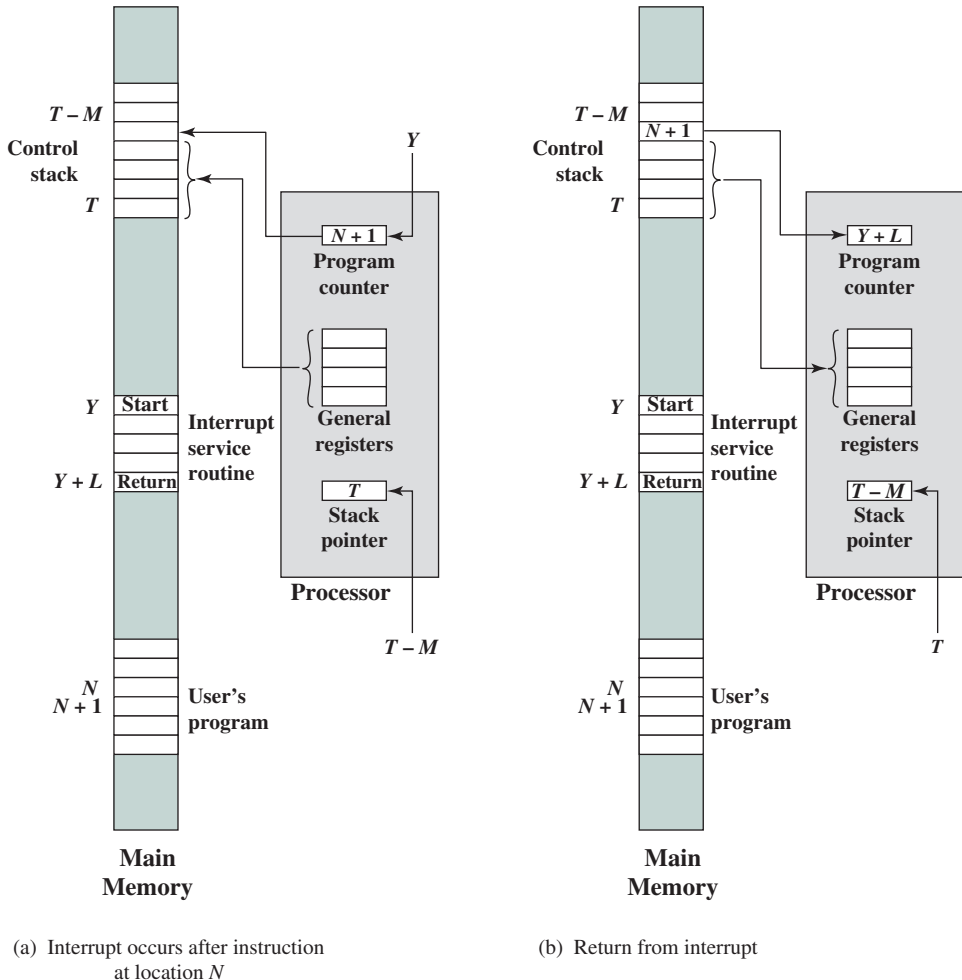 T – M
Control
stack
T
Y
N + 1
Program
counter
Y
Start
Interrupt
service
routine
Y + L
Return
General
registers
T
Stack
pointer
Processor
T – M
N
N + 1
User's
program
Main
Memory
(a) Interrupt occurs after instruction
at location N
T – M
N + 1
Control
stack
T
Y + L
Program
counter
Y
Start
Interrupt
service
routine
Y + L
Return
General
registers
T – M
Stack
pointer
Processor
T
N
N + 1
User's
program
Main
Memory
(b) Return from interrupt